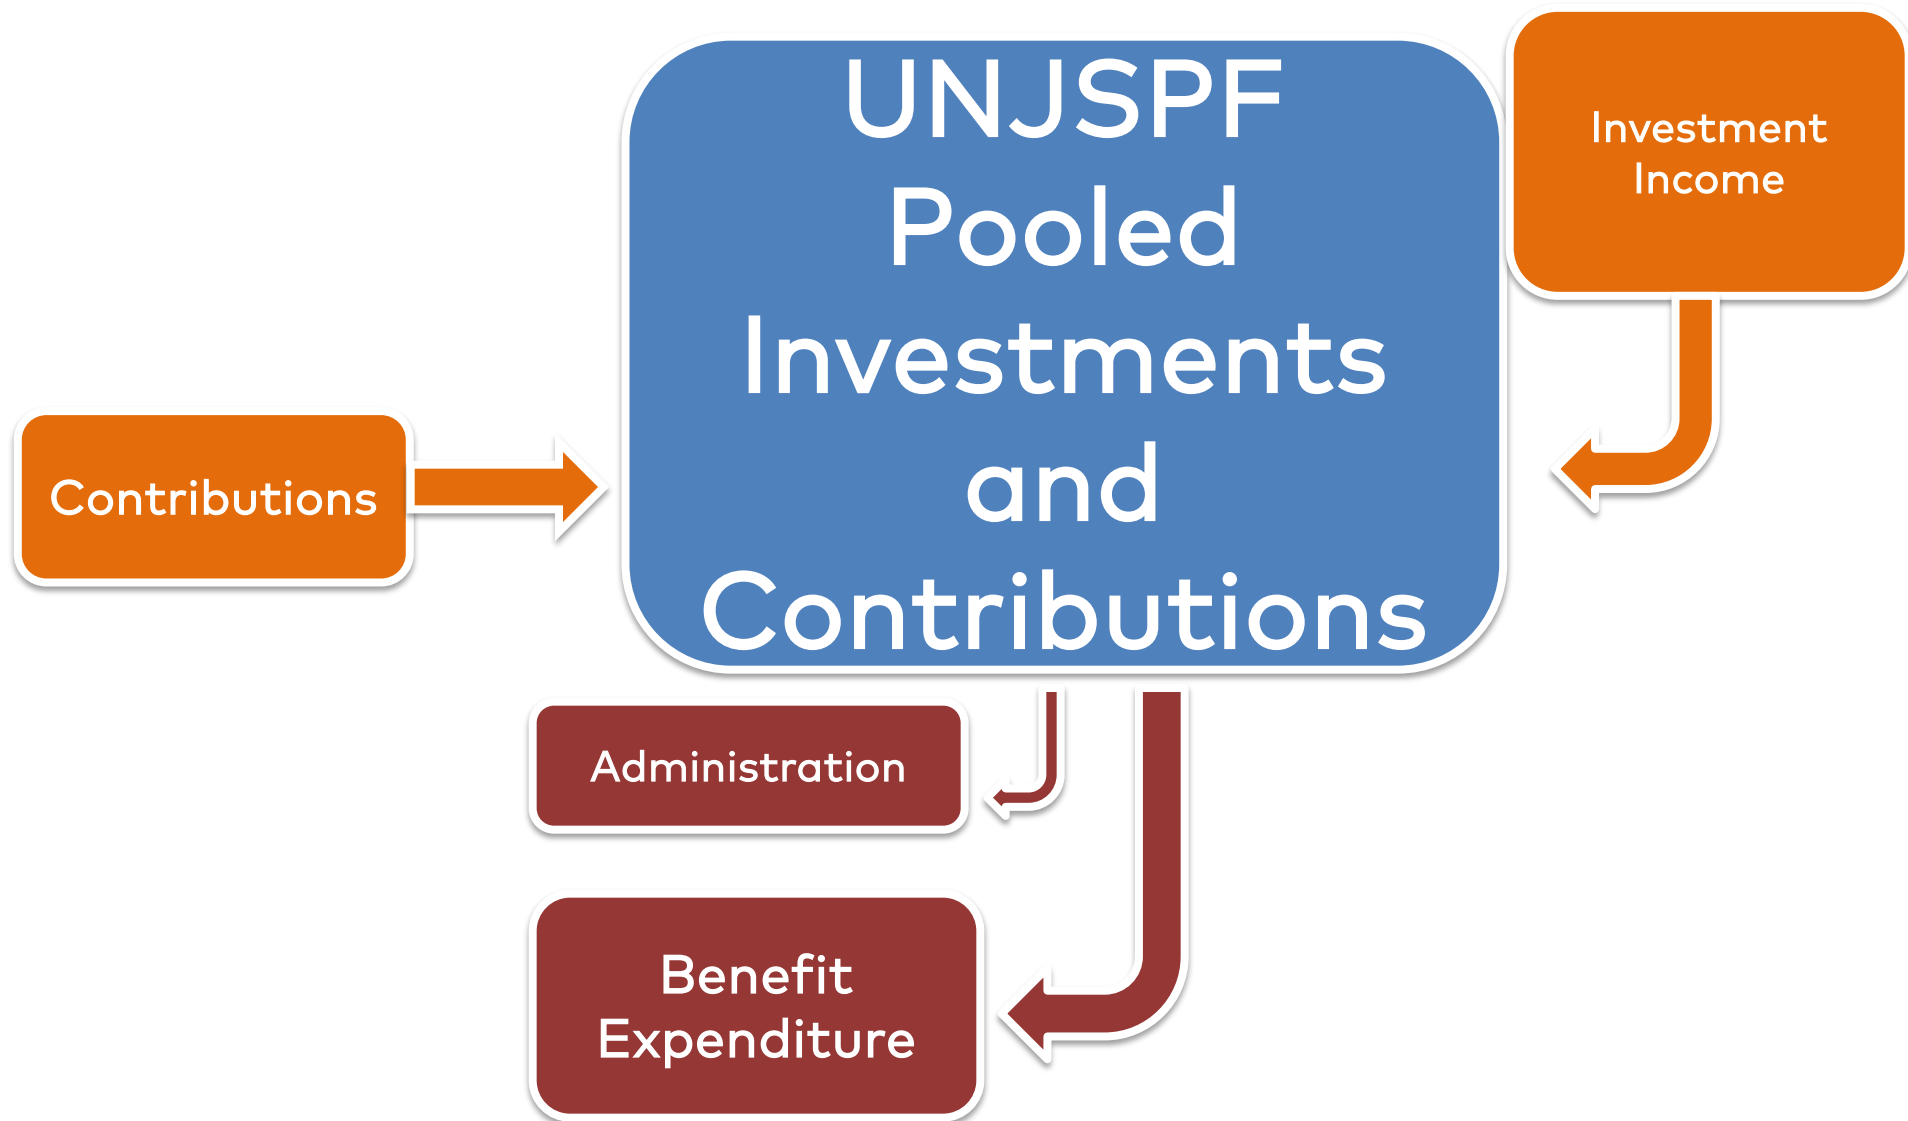 UNJSPF
Pooled
Investments
and
Contributions
Investment
Income
Contributions
Administration
Benefit
Expenditure